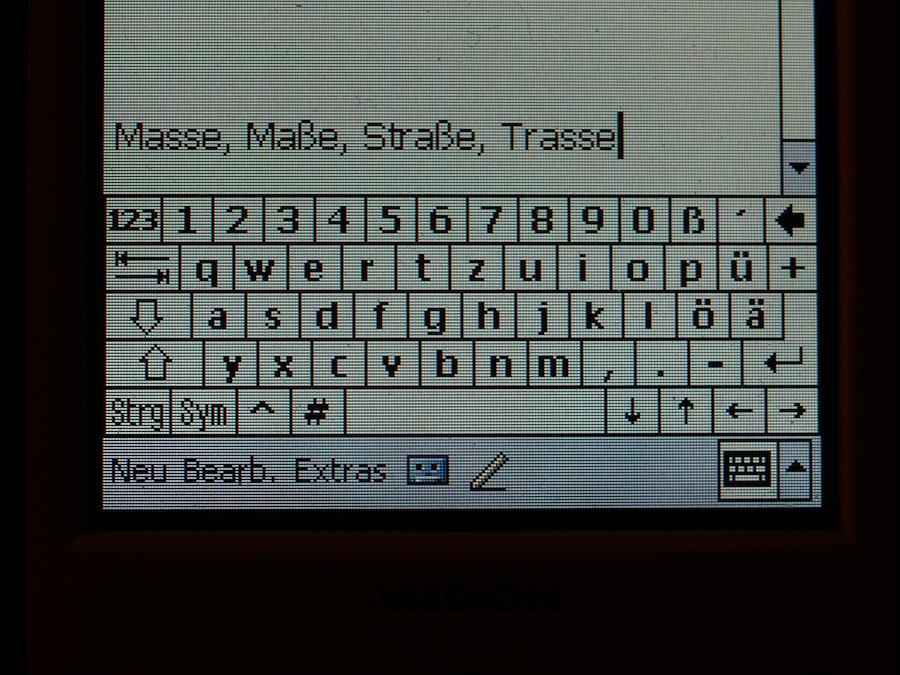 Masse, Maße, Straße, Trasse
123 1 2 3 4 5 6 7 8 9 0 ß ´
q w e r t z u i o p ü +
a s d f g h j k l ö ä
y x c v b n m , . -
Strg Sym ^ # ↓ ↑ ← →
Neu Bearb. Extras
MEDION